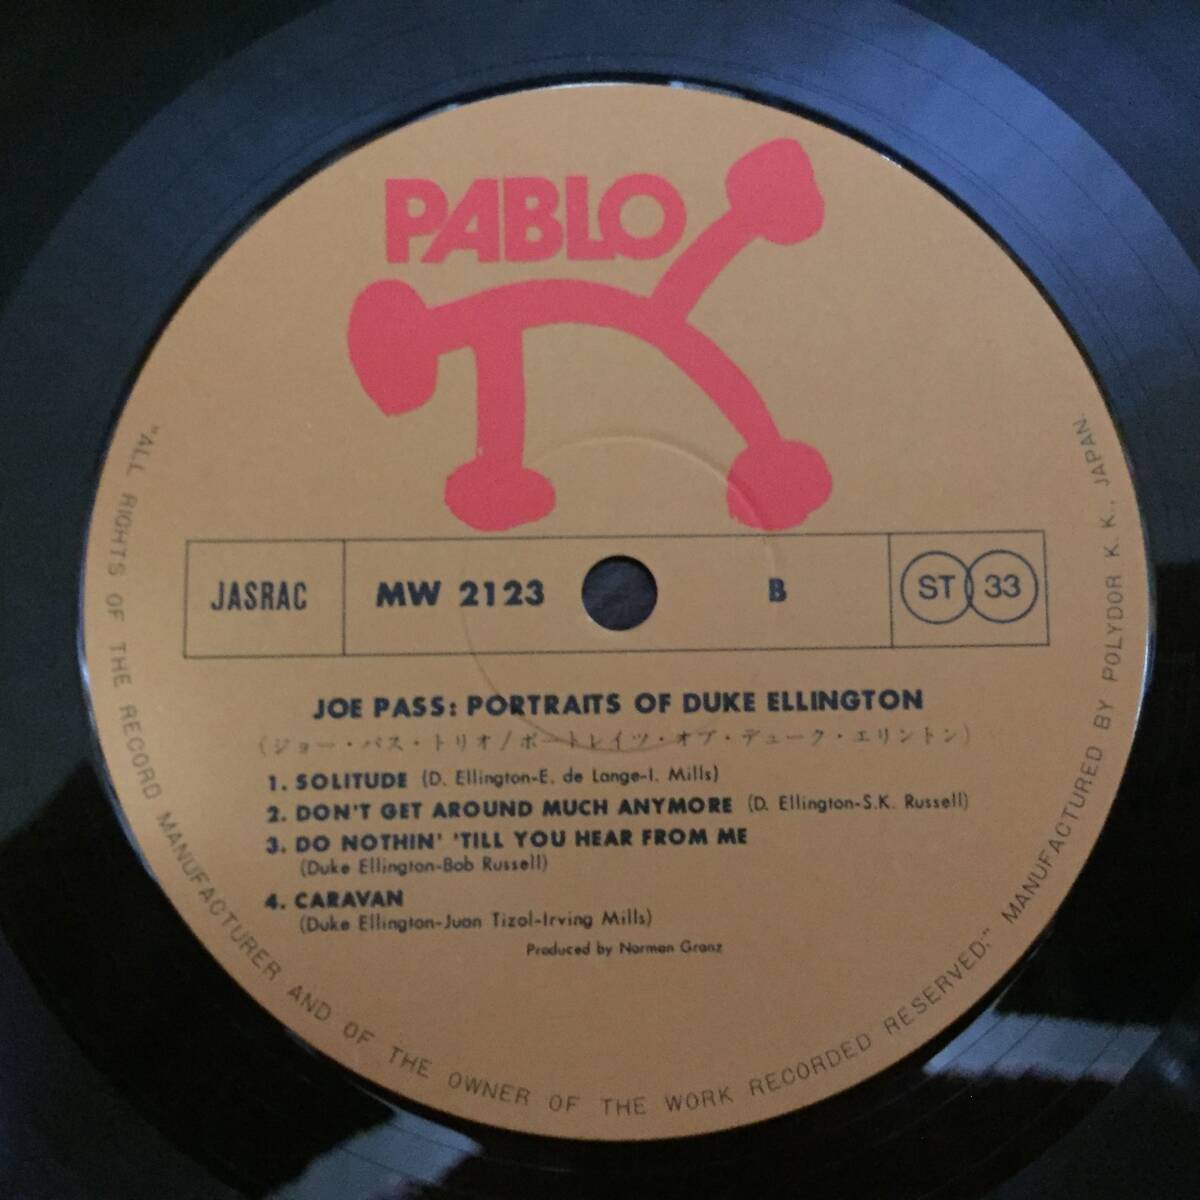 PABLO
JASRAC
MW 2123
B
ST 33
JOE PASS: PORTRAITS OF DUKE ELLINGTON
(ジョー・パス・トリオ/ポートレイツ・オブ・デューク・エリントン)
1. SOLITUDE (D. Ellington-E. de Lange-I. Mills)
2. DON'T GET AROUND MUCH ANYMORE (D. Ellington-S.K. Russell)
3. DO NOTHIN' 'TILL YOU HEAR FROM ME
(Duke Ellington-Bob Russell)
4. CARAVAN
(Duke Ellington-Juan Tizol-Irving Mills)
Produced by Norman Granz
"ALL RIGHTS OF THE RECORD MANUFACTURER AND OF THE OWNER OF THE WORK RECORDED RESERVED." MANUFACTURED BY POLYDOR K. K., JAPAN